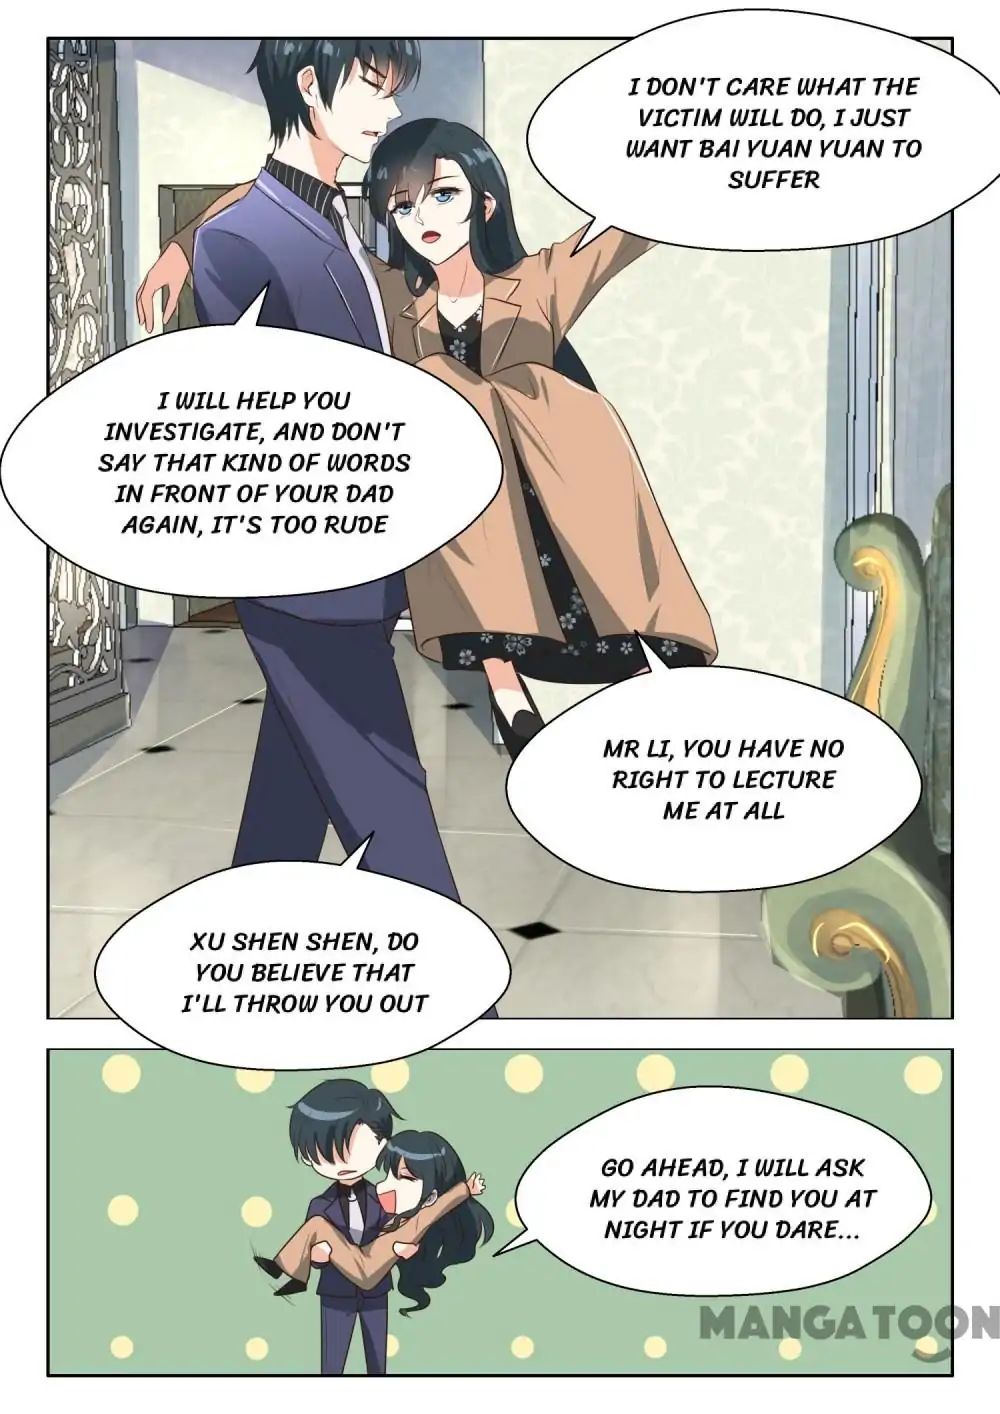 I DON'T CARE WHAT THE
VICTIM WILL DO, I JUST
WANT BAI YUAN YUAN TO
SUFFER
I WILL HELP YOU
INVESTIGATE, AND DON'T
SAY THAT KIND OF WORDS
IN FRONT OF YOUR DAD
AGAIN, IT'S TOO RUDE
MR LI, YOU HAVE NO
RIGHT TO LECTURE
ME AT ALL
XU SHEN SHEN, DO
YOU BELIEVE THAT
I'LL THROW YOU OUT
GO AHEAD, I WILL ASK
MY DAD TO FIND YOU AT
NIGHT IF YOU DARE...
MANGATOON